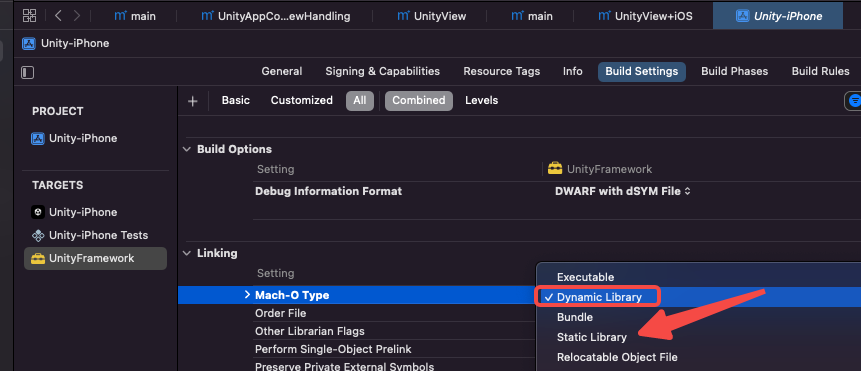 main UnityAppCo...ewHandling UnityView main UnityView+iOS Unity-iPhone
Unity-iPhone
General Signing & Capabilities Resource Tags Info Build Settings Build Phases Build Rules
Basic Customized All Combined Levels
PROJECT
Unity-iPhone
TARGETS
Unity-iPhone
Unity-iPhone Tests
UnityFramework
Build Options
Setting UnityFramework
Debug Information Format DWARF with dSYM File
Linking
Setting
Mach-O Type
Order File
Other Librarian Flags
Perform Single-Object Prelink
Preserve Private External Symbols
Executable
Dynamic Library
Bundle
Static Library
Relocatable Object File